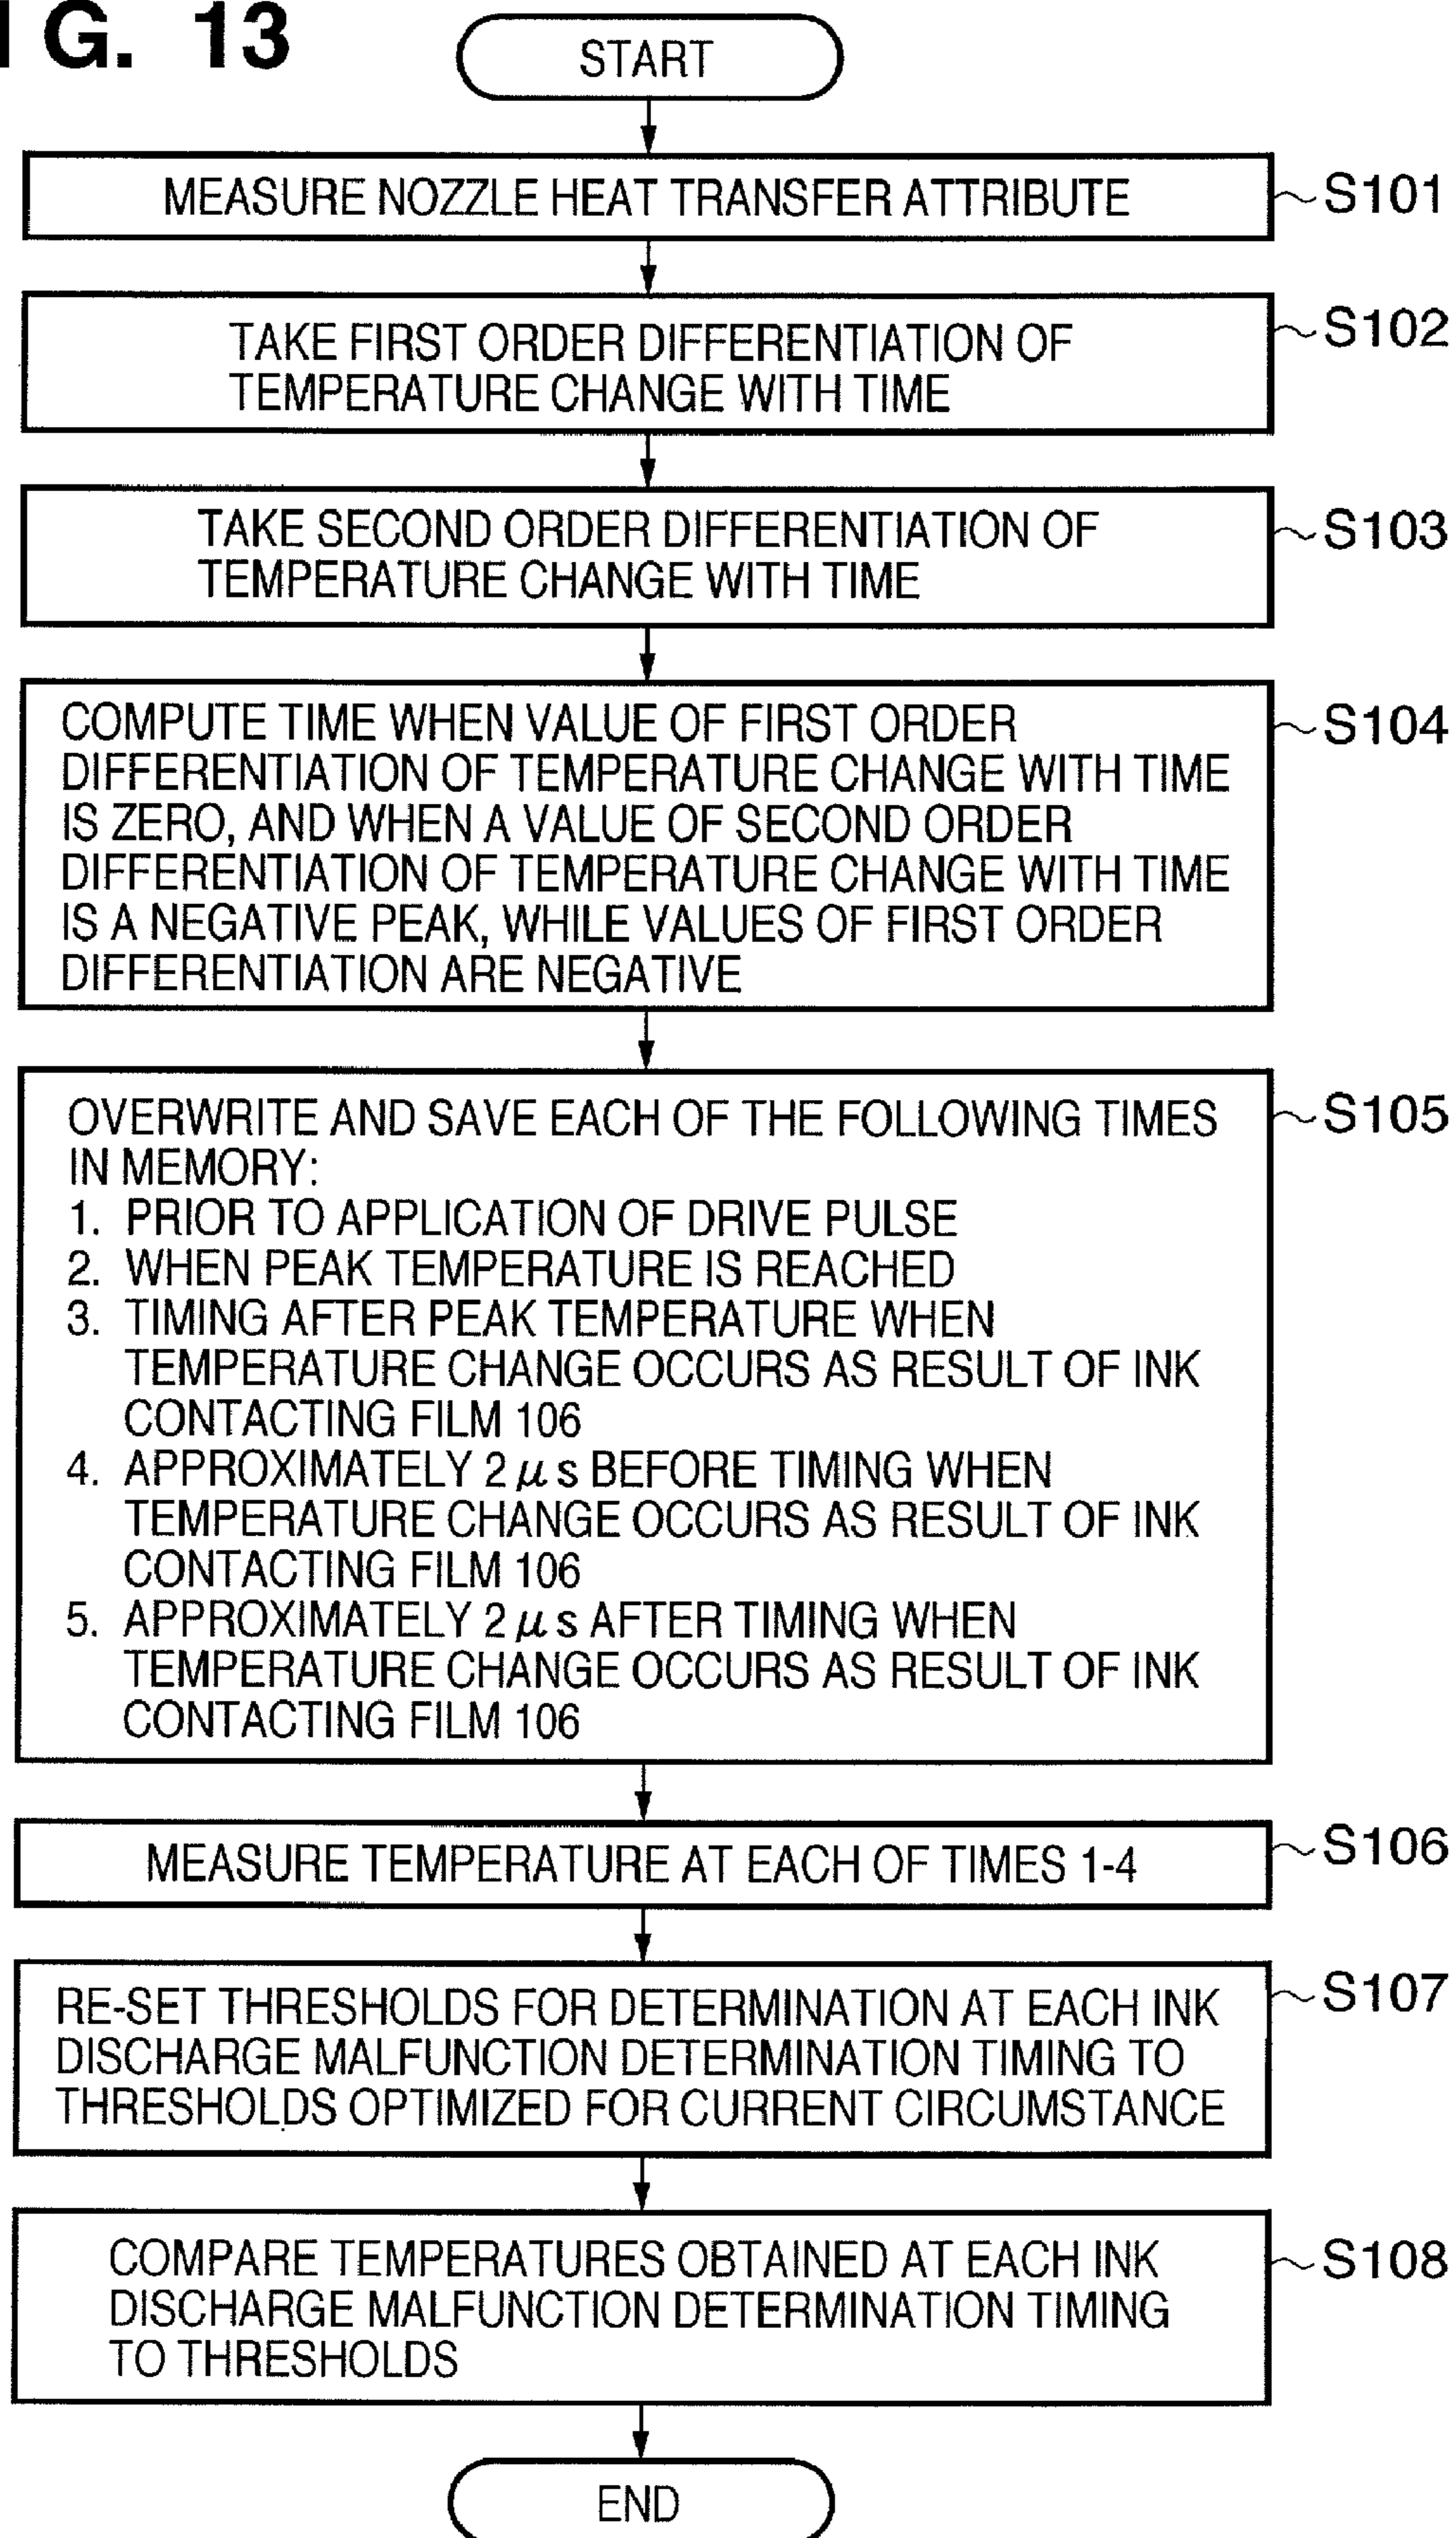 IG. 13
START
MEASURE NOZZLE HEAT TRANSFER ATTRIBUTE
~S101
TAKE FIRST ORDER DIFFERENTIATION OF
TEMPERATURE CHANGE WITH TIME
~S102
TAKE SECOND ORDER DIFFERENTIATION OF
TEMPERATURE CHANGE WITH TIME
~S103
COMPUTE TIME WHEN VALUE OF FIRST ORDER
DIFFERENTIATION OF TEMPERATURE CHANGE WITH TIME
IS ZERO, AND WHEN A VALUE OF SECOND ORDER
DIFFERENTIATION OF TEMPERATURE CHANGE WITH TIME
IS A NEGATIVE PEAK, WHILE VALUES OF FIRST ORDER
DIFFERENTIATION ARE NEGATIVE
~S104
OVERWRITE AND SAVE EACH OF THE FOLLOWING TIMES
IN MEMORY:
1. PRIOR TO APPLICATION OF DRIVE PULSE
2. WHEN PEAK TEMPERATURE IS REACHED
3. TIMING AFTER PEAK TEMPERATURE WHEN
TEMPERATURE CHANGE OCCURS AS RESULT OF INK
CONTACTING FILM 106
4. APPROXIMATELY 2 μs BEFORE TIMING WHEN
TEMPERATURE CHANGE OCCURS AS RESULT OF INK
CONTACTING FILM 106
5. APPROXIMATELY 2 μs AFTER TIMING WHEN
TEMPERATURE CHANGE OCCURS AS RESULT OF INK
CONTACTING FILM 106
~S105
MEASURE TEMPERATURE AT EACH OF TIMES 1-4
~S106
RE-SET THRESHOLDS FOR DETERMINATION AT EACH INK
DISCHARGE MALFUNCTION DETERMINATION TIMING TO
THRESHOLDS OPTIMIZED FOR CURRENT CIRCUMSTANCE
~S107
COMPARE TEMPERATURES OBTAINED AT EACH INK
DISCHARGE MALFUNCTION DETERMINATION TIMING
TO THRESHOLDS
~S108
END